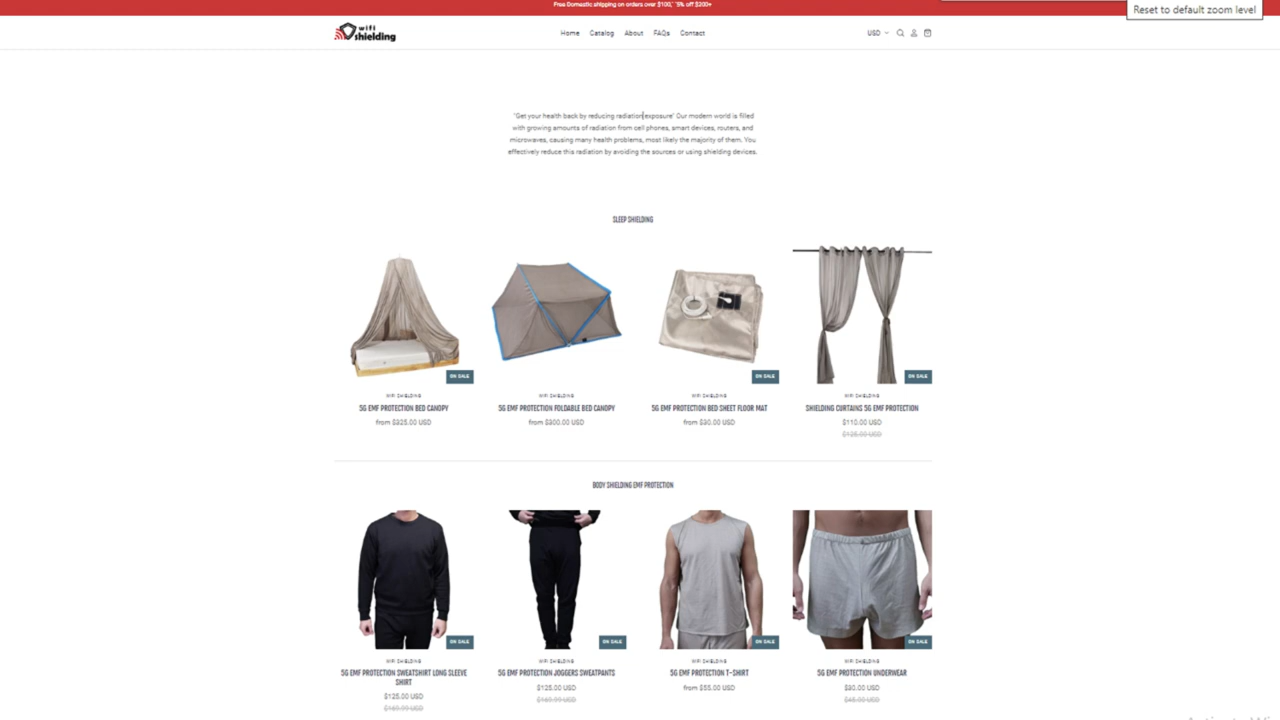 Free Domestic shipping on orders over $100," "5% off $200+
Reset to default zoom level
wifi
shielding
Home Catalog About FAQs Contact
USD
"Get your health back by reducing radiation exposure" Our modern world is filled
with growing amounts of radiation from cell phones, smart devices, routers, and
microwaves, causing many health problems, most likely the majority of them. You
effectively reduce this radiation by avoiding the sources or using shielding devices.
SLEEP SHIELDING
ON SALE ON SALE ON SALE
WIFI SHIELDING WIFI SHIELDING WIFI SHIELDING WIFI SHIELDING
5G EMF PROTECTION BED CANOPY 5G EMF PROTECTION FOLDABLE BED CANOPY 5G EMF PROTECTION BED SHEET FLOOR MAT SHIELDING CURTAINS 5G EMF PROTECTION
from $325.00 USD from $300.00 USD from $30.00 USD $110.00 USD
$125.00 USD
BODY SHIELDING EMF PROTECTION
ON SALE ON SALE ON SALE ON SALE
WIFI SHIELDING WIFI SHIELDING WIFI SHIELDING WIFI SHIELDING
5G EMF PROTECTION SWEATSHIRT LONG SLEEVE 5G EMF PROTECTION JOGGERS SWEATPANTS 5G EMF PROTECTION T-SHIRT 5G EMF PROTECTION UNDERWEAR
SHIRT
$125.00 USD $125.00 USD from $55.00 USD $30.00 USD
$169.99 USD $169.99 USD $45.00 USD